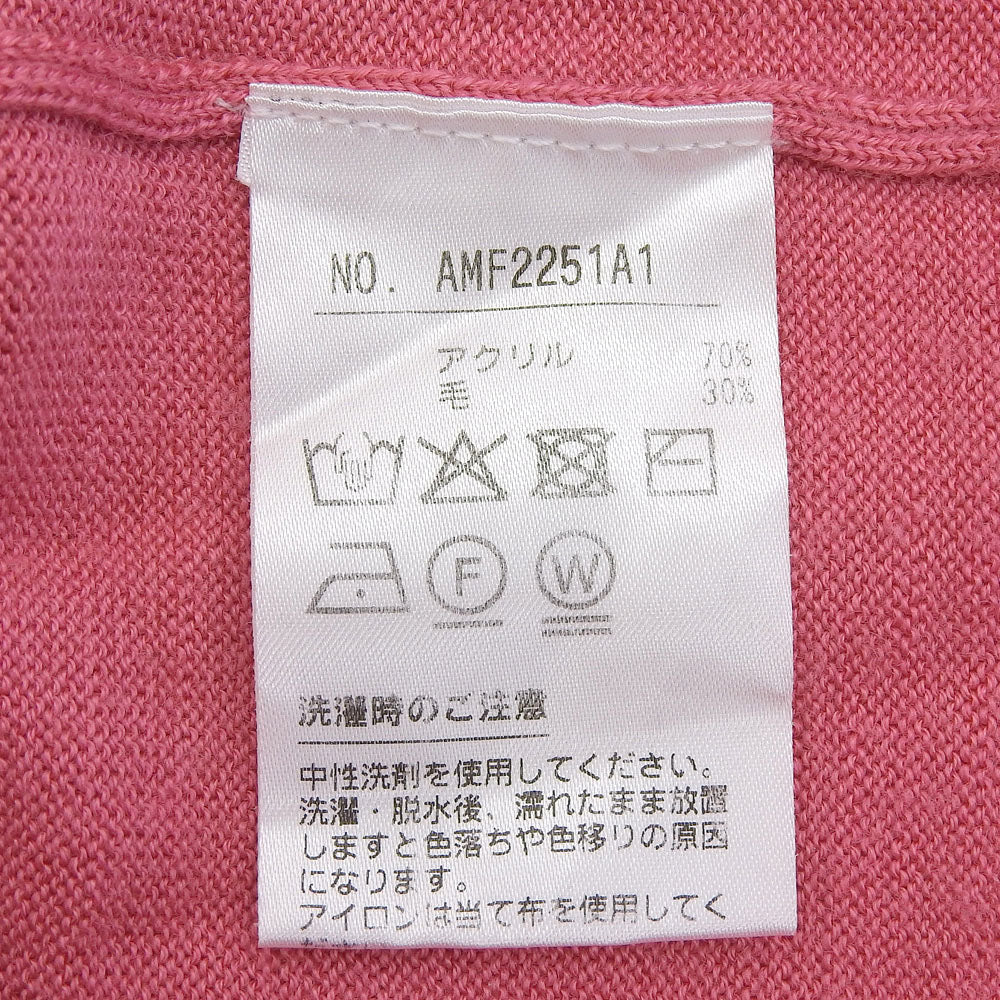 NO. AMF2251A1
アクリル 70%
毛 30%
F W
洗濯時のご注意
中性洗剤を使用してください。
洗濯・脱水後、濡れたまま放置
しますと色落ちや色移りの原因
になります。
アイロンは当て布を使用してく